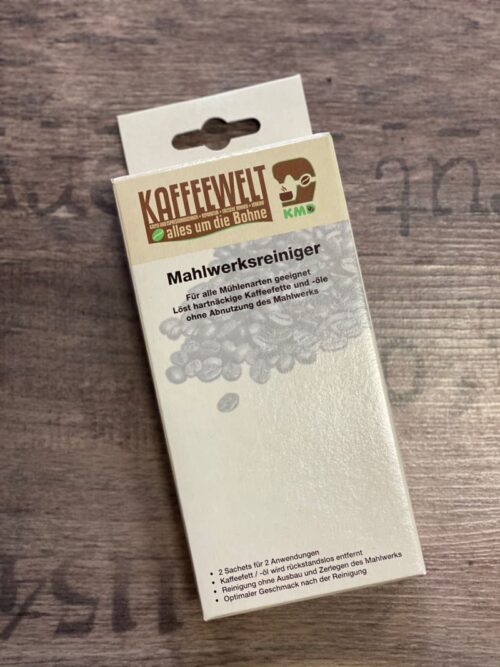 KAFFEEWELT
alles um die Bohne
KM
Mahlwerksreiniger
Für alle Mühlenarten geeignet
Löst hartnäckige Kaffeefette und -öle
ohne Abnutzung des Mahlwerks
• 2 Sachets für 2 Anwendungen
• Kaffeefett / -öl wird rückstandslos entfernt
• Reinigung ohne Ausbau und Zerlegen des Mahlwerks
• Optimaler Geschmack nach der Reinigung